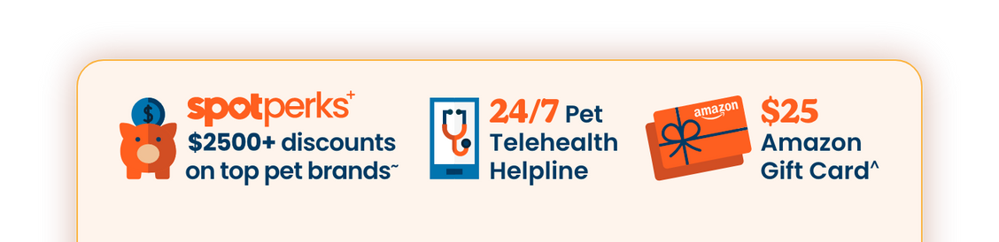 spotperks+
$2500+ discounts
on top pet brands~
$
24/7 Pet
Telehealth
Helpline
amazon
$25
Amazon
Gift Card^